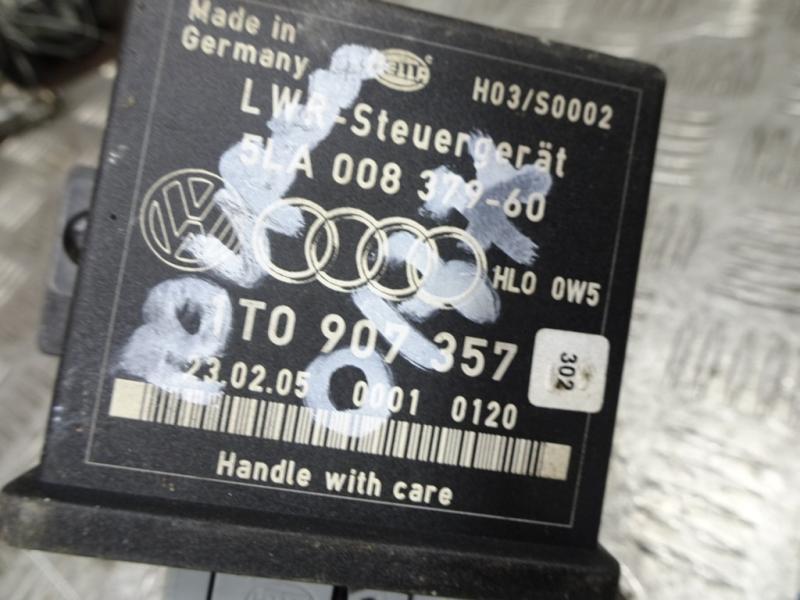 Made in
Germany
HELLA
H03/S0002
LWR-Steuergerät
5LA 008 379-60
HL0 0W5
1T0 907 357
302
23.02.05 0001 0120
Handle with care